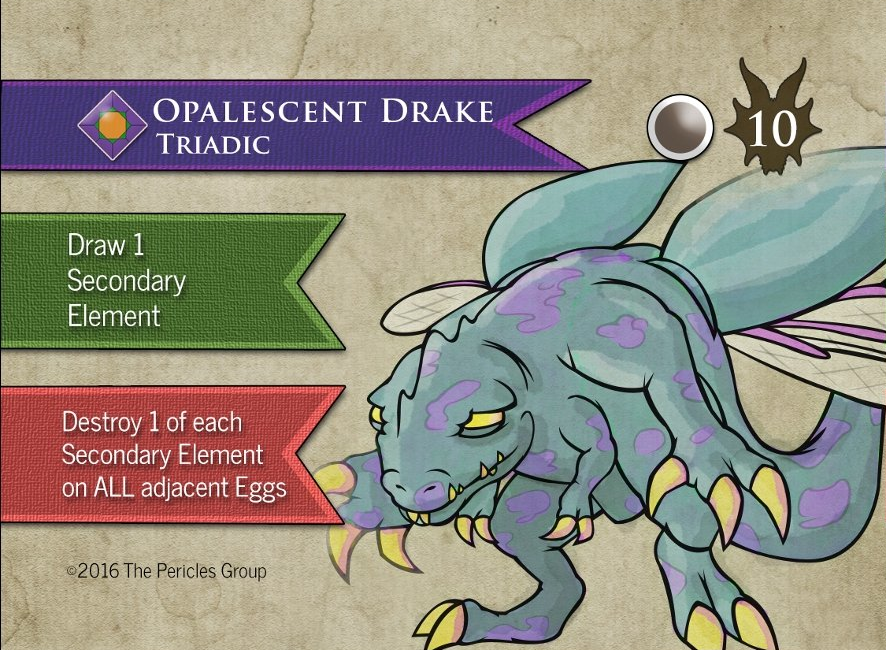 Opalescent Drake
Triadic
10
Draw 1
Secondary
Element
Destroy 1 of each
Secondary Element
on ALL adjacent Eggs
©2016 The Pericles Group